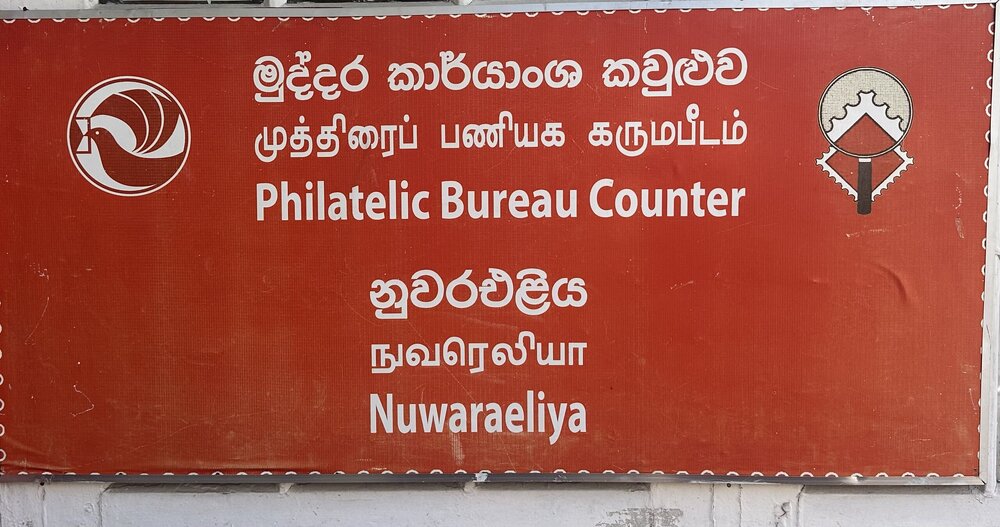 මුද්දර කාර්යාංශ කවුළුව
முத்திரைப் பணியக கருமபீடம்
Philatelic Bureau Counter
නුවරඑළිය
நுவரெலியா
Nuwaraeliya